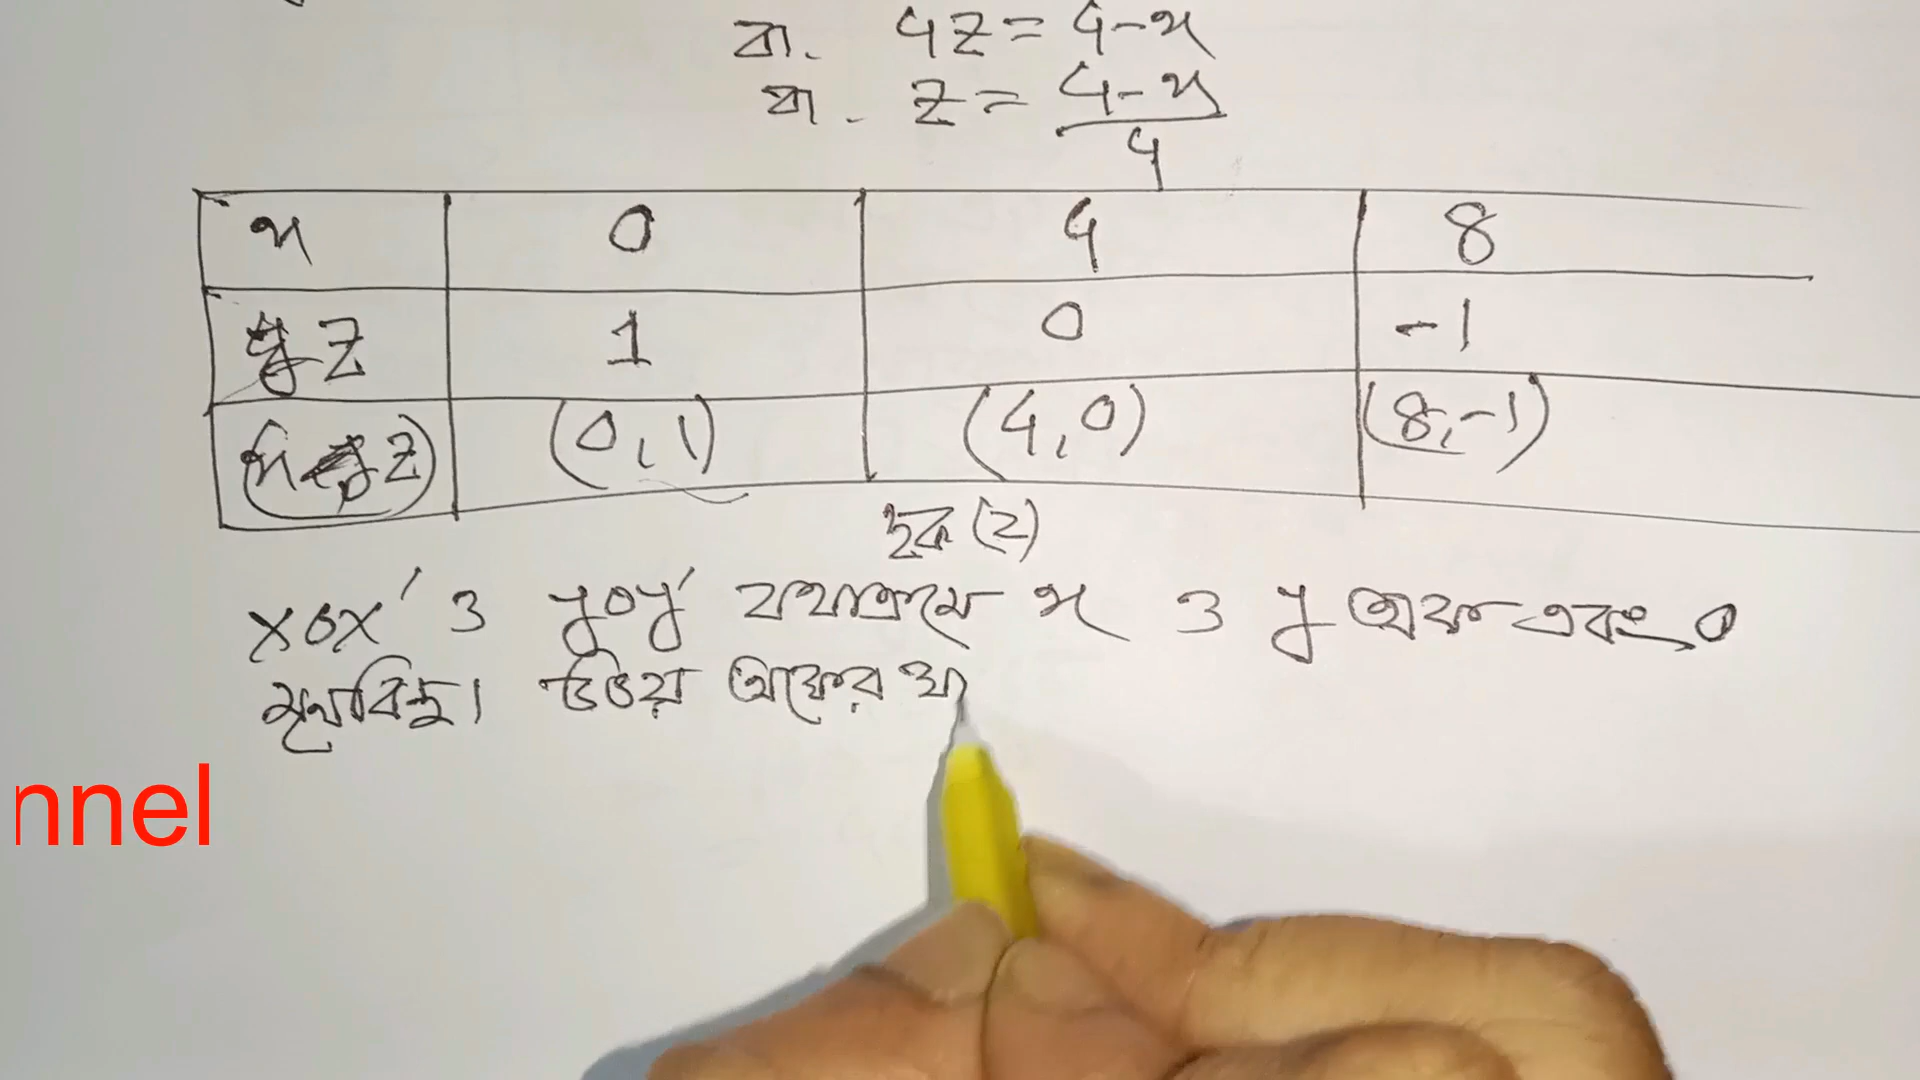 বা. 4z = 4-x
বা. z = 4-x/4
x 0 4 8
z 1 0 -1
(x, z) (0,1) (4,0) (8,-1)
ছক (2)
xox' ও yoy' যথাক্রমে x ও y অক্ষ এবং 0
মূলবিন্দু। উভয় অক্ষের
nnel